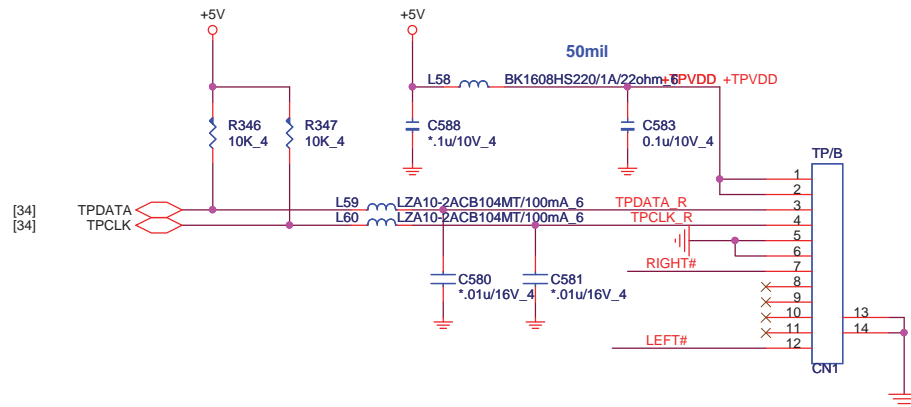 +5V
+5V
50mil
L58
BK1608HS220/1A/22ohm_6
+TPVDD
+TPVDD
R346
10K_4
R347
10K_4
C588
*.1u/10V_4
C583
0.1u/10V_4
TP/B
1
2
[34]
TPDATA
L59
LZA10-2ACB104MT/100mA_6
TPDATA_R
3
[34]
TPCLK
L60
LZA10-2ACB104MT/100mA_6
TPCLK_R
4
5
6
RIGHT#
7
C580
*.01u/16V_4
C581
*.01u/16V_4
8
9
10
13
11
14
LEFT#
12
CN1